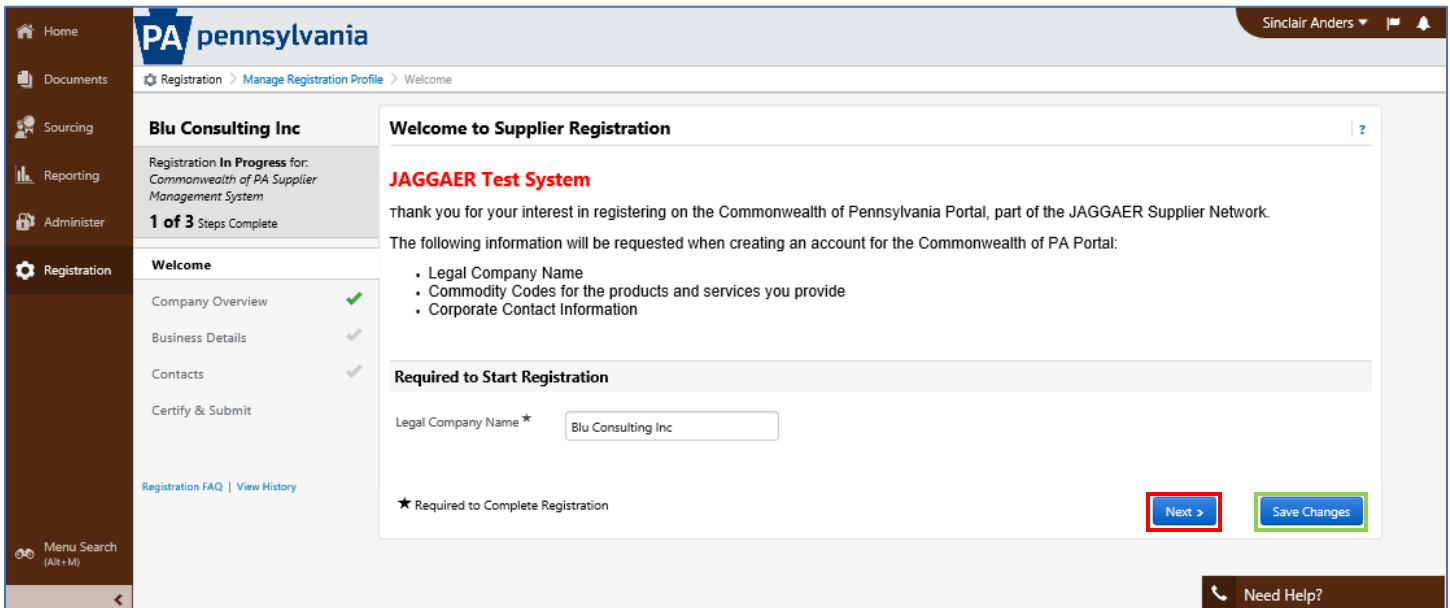 Home
Documents
Sourcing
Reporting
Administer
Registration
Menu Search
(Alt+M)
<
PA pennsylvania
Sinclair Anders
Registration > Manage Registration Profile > Welcome
Blu Consulting Inc
Registration In Progress for:
Commonwealth of PA Supplier
Management System
1 of 3 Steps Complete
Welcome
Company Overview
Business Details
Contacts
Certify & Submit
Registration FAQ | View History
Welcome to Supplier Registration
?
JAGGAER Test System
Thank you for your interest in registering on the Commonwealth of Pennsylvania Portal, part of the JAGGAER Supplier Network.
The following information will be requested when creating an account for the Commonwealth of PA Portal:
• Legal Company Name
• Commodity Codes for the products and services you provide
• Corporate Contact Information
Required to Start Registration
Legal Company Name ★ Blu Consulting Inc
★ Required to Complete Registration
Next >
Save Changes
Need Help?